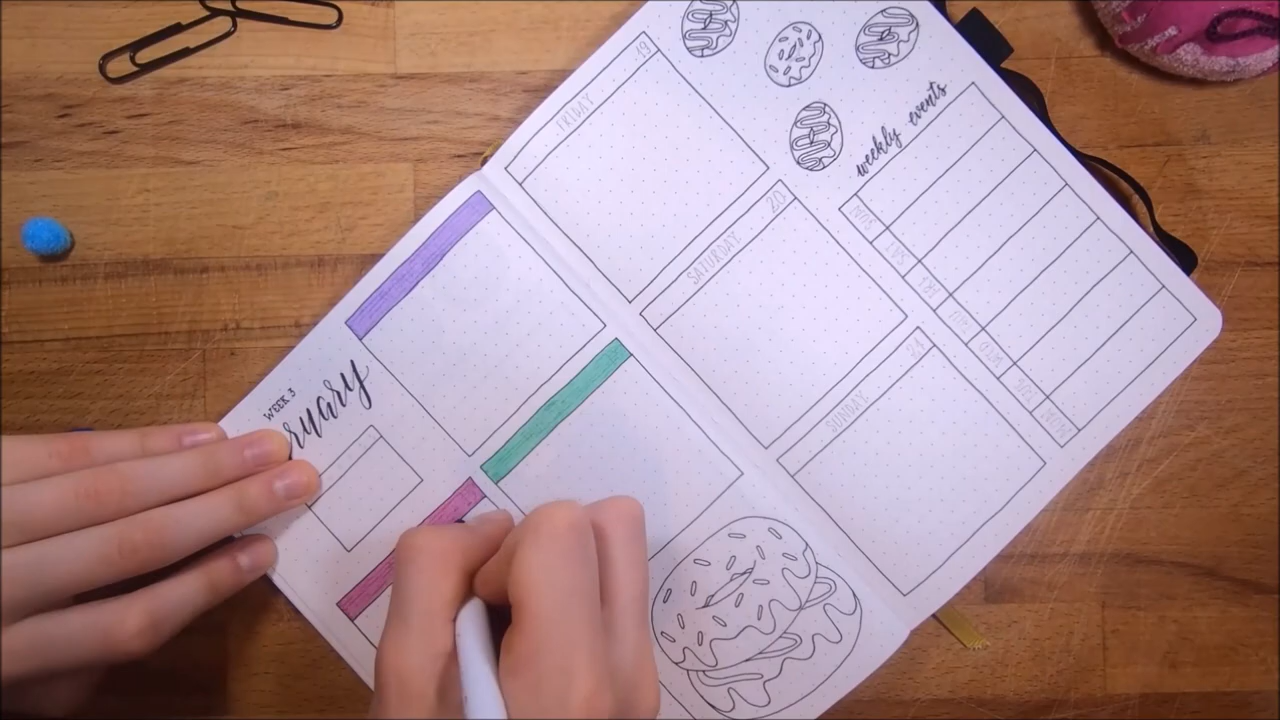 WEEK 3
ruary
FRIDAY
19
SATURDAY
20
SUNDAY
21
weekly events
SUN
SAT
FRI
THU
WED
TUE
MON